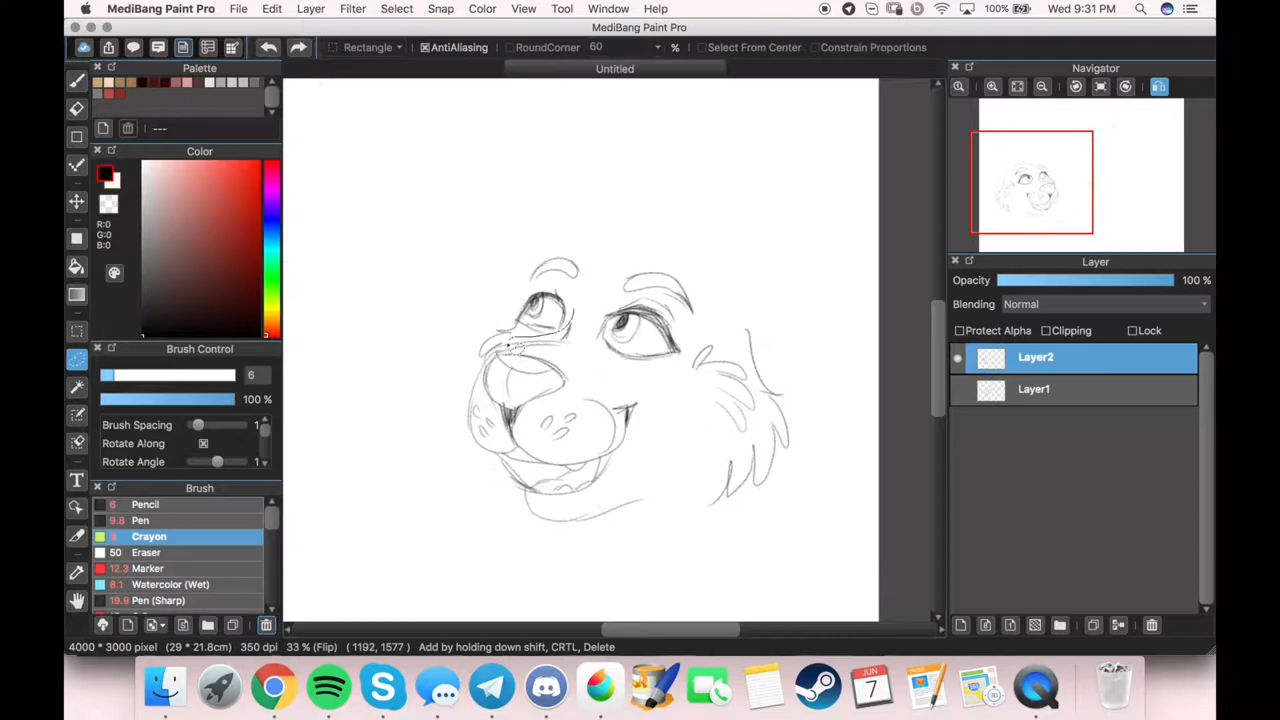 MediBang Paint Pro File Edit Layer Filter Select Snap Color View Tool Window Help 100% Wed 9:31 PM
MediBang Paint Pro
Rectangle AntiAliasing RoundCorner 60 % Select From Center Constrain Proportions
Palette
Untitled
Navigator
---
Color
R:0
G:0
B:0
Layer
Opacity 100 %
Blending Normal
Protect Alpha Clipping Lock
Brush Control
Layer2
6
Layer1
100 %
Brush Spacing 1
Rotate Along
Rotate Angle 1
T
Brush
6 Pencil
9.8 Pen
Crayon
50 Eraser
12.3 Marker
8.1 Watercolor (Wet)
19.9 Pen (Sharp)
4000 * 3000 pixel (29 * 21.8cm) 350 dpi 33 % (Flip) (1192, 1577) Add by holding down shift, CRTL, Delete
JUN
7